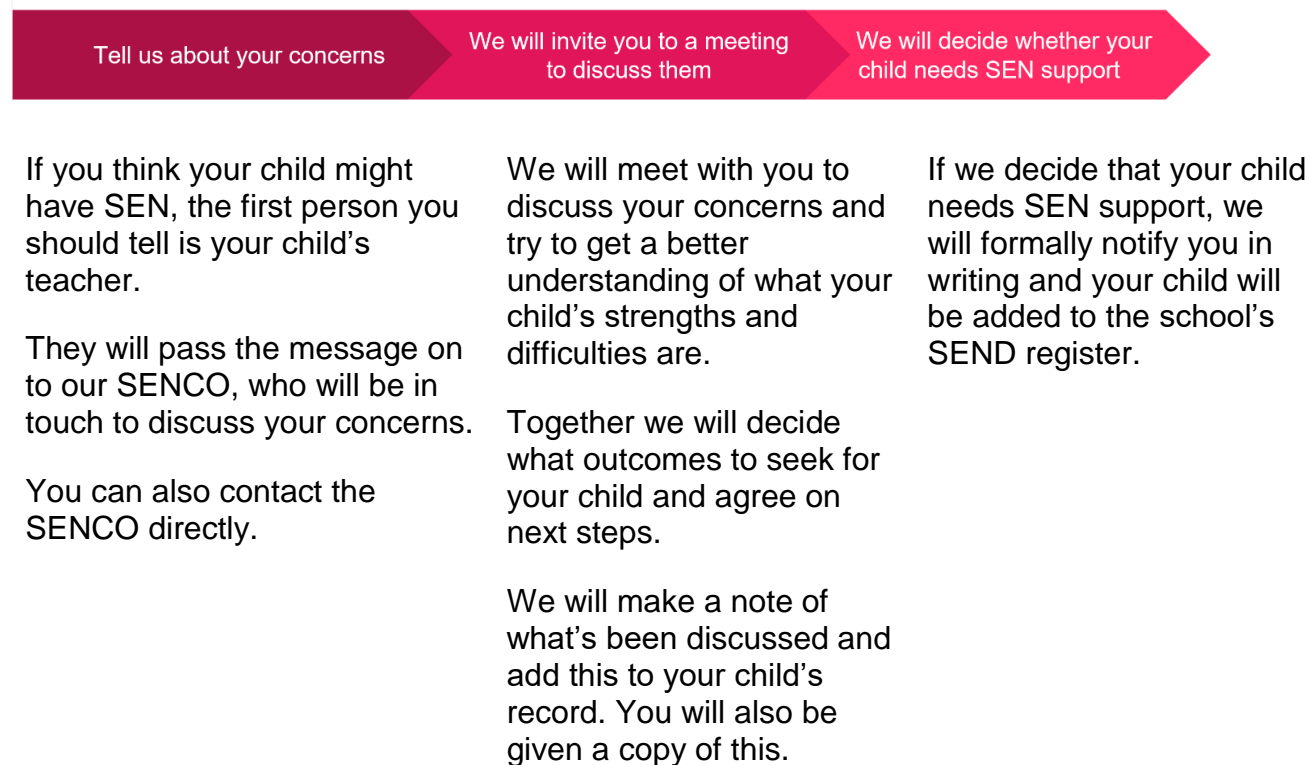 Tell us about your concerns
We will invite you to a meeting
to discuss them
We will decide whether your
child needs SEN support
If you think your child might
have SEN, the first person you
should tell is your child’s
teacher.
They will pass the message on
to our SENCO, who will be in
touch to discuss your concerns.
You can also contact the
SENCO directly.
We will meet with you to
discuss your concerns and
try to get a better
understanding of what your
child’s strengths and
difficulties are.
Together we will decide
what outcomes to seek for
your child and agree on
next steps.
We will make a note of
what’s been discussed and
add this to your child’s
record. You will also be
given a copy of this.
If we decide that your child
needs SEN support, we
will formally notify you in
writing and your child will
be added to the school’s
SEND register.